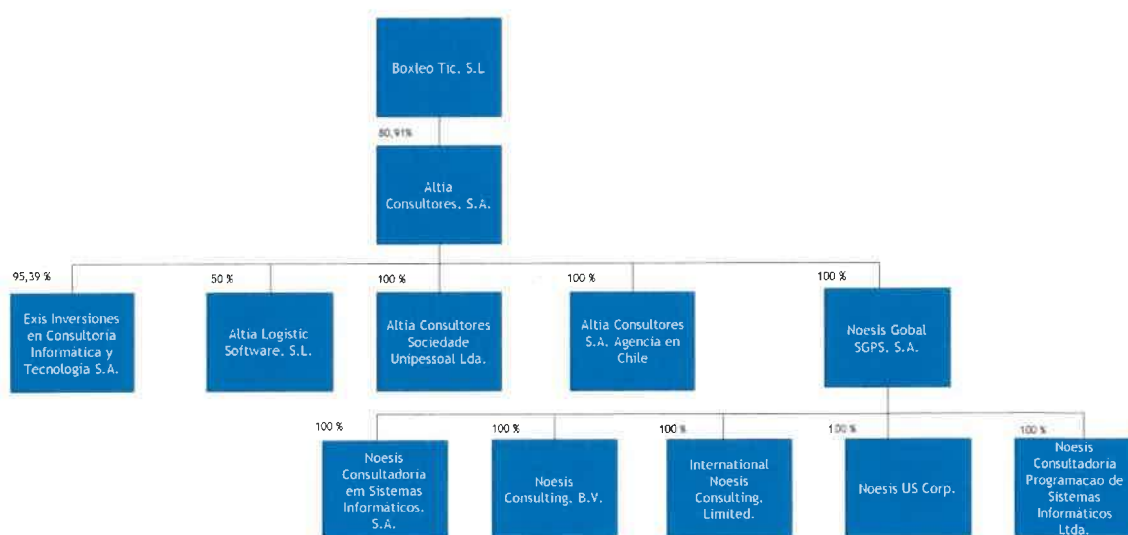 Boxleo Tic. S.L
80,91%
Altia
Consultores. S.A.
95,39 %
50 %
100 %
100 %
100 %
Exis Inversiones
en Consultoría
Informática y
Tecnología S.A.
Altia Logistic
Software, S.L.
Altia Consultores
Sociedade
Unipessoal Lda.
Altia Consultores
S.A. Agencia en
Chile
Noesis Gobal
SGPS, S.A.
100 %
100 %
100 %
100 %
100 %
Noesis
Consultadoria
em Sistemas
Informáticos.
S.A.
Noesis
Consulting, B.V.
International
Noesis
Consulting,
Limited.
Noesis US Corp.
Noesis
Consultadoria
Programacao de
Sistemas
Informáticos
Ltda.